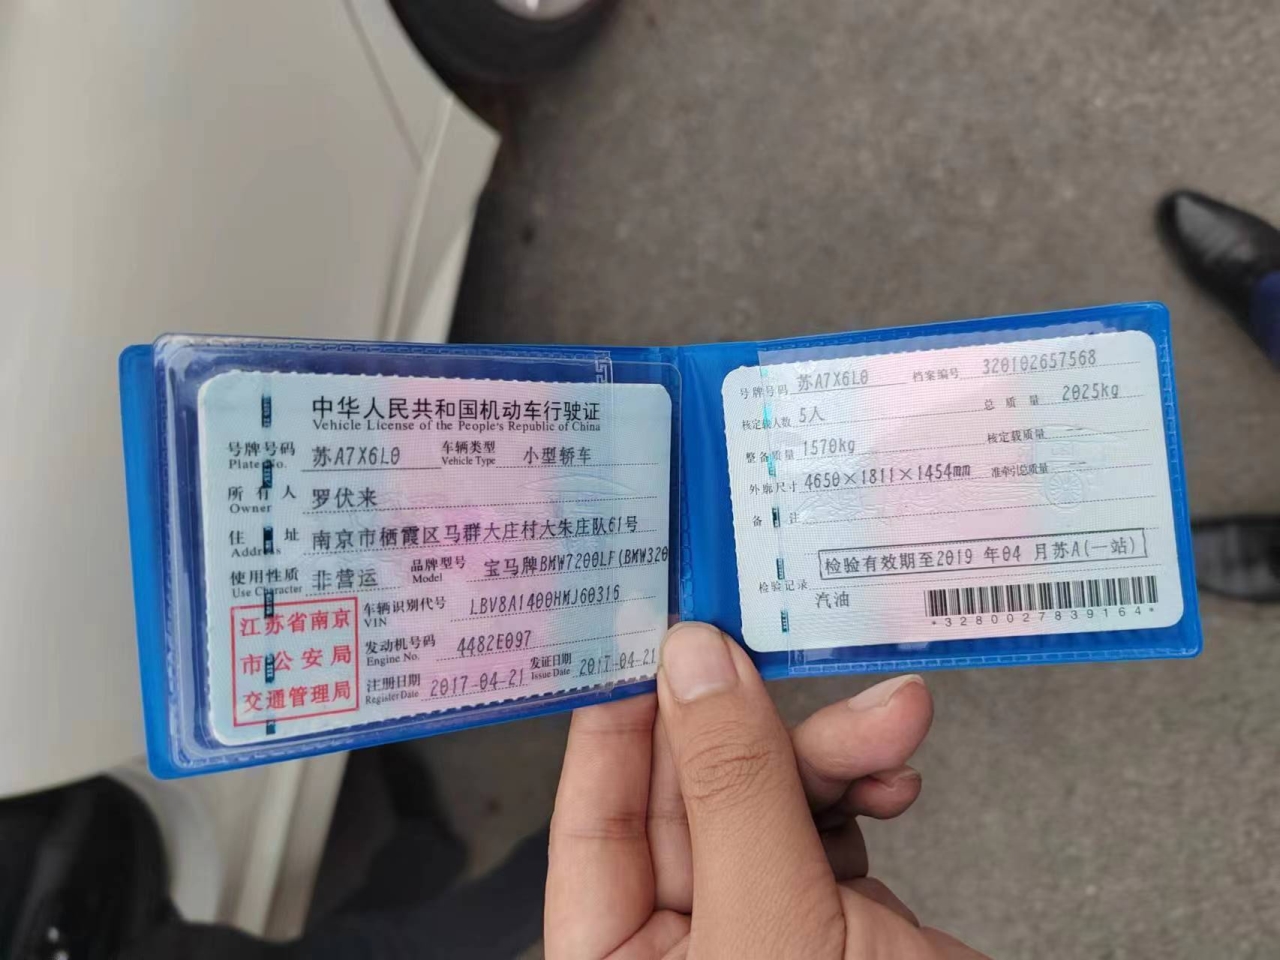 中华人民共和国机动车行驶证
Vehicle License of the People's Republic of China
号牌号码 苏A7X6L0 车辆类型 小型轿车
Plate No. Vehicle Type
所有人 罗伏来
Owner
住址 南京市栖霞区马群大庄村大朱庄队61号
Address
使用性质 非营运 品牌型号 宝马牌BMW7200LF(BMW320
Use Character Model
江苏省南京
市公安局
交通管理局
车辆识别代号 LBV8A1400HMJ60316
VIN
发动机号码 4482E097
Engine No.
注册日期 2017-04-21 发证日期 2017-04-21
Register Date Issue Date
号牌号码 苏A7X6L0 档案编号 320102657568
核定载人数 5人 总质量 2025kg
整备质量 1570kg 核定载质量 --
外廓尺寸 4650×1811×1454mm 准牵引总质量 --
备注
检验有效期至2019 年04 月苏A(一站)
检验记录
汽油
*3280027839164*